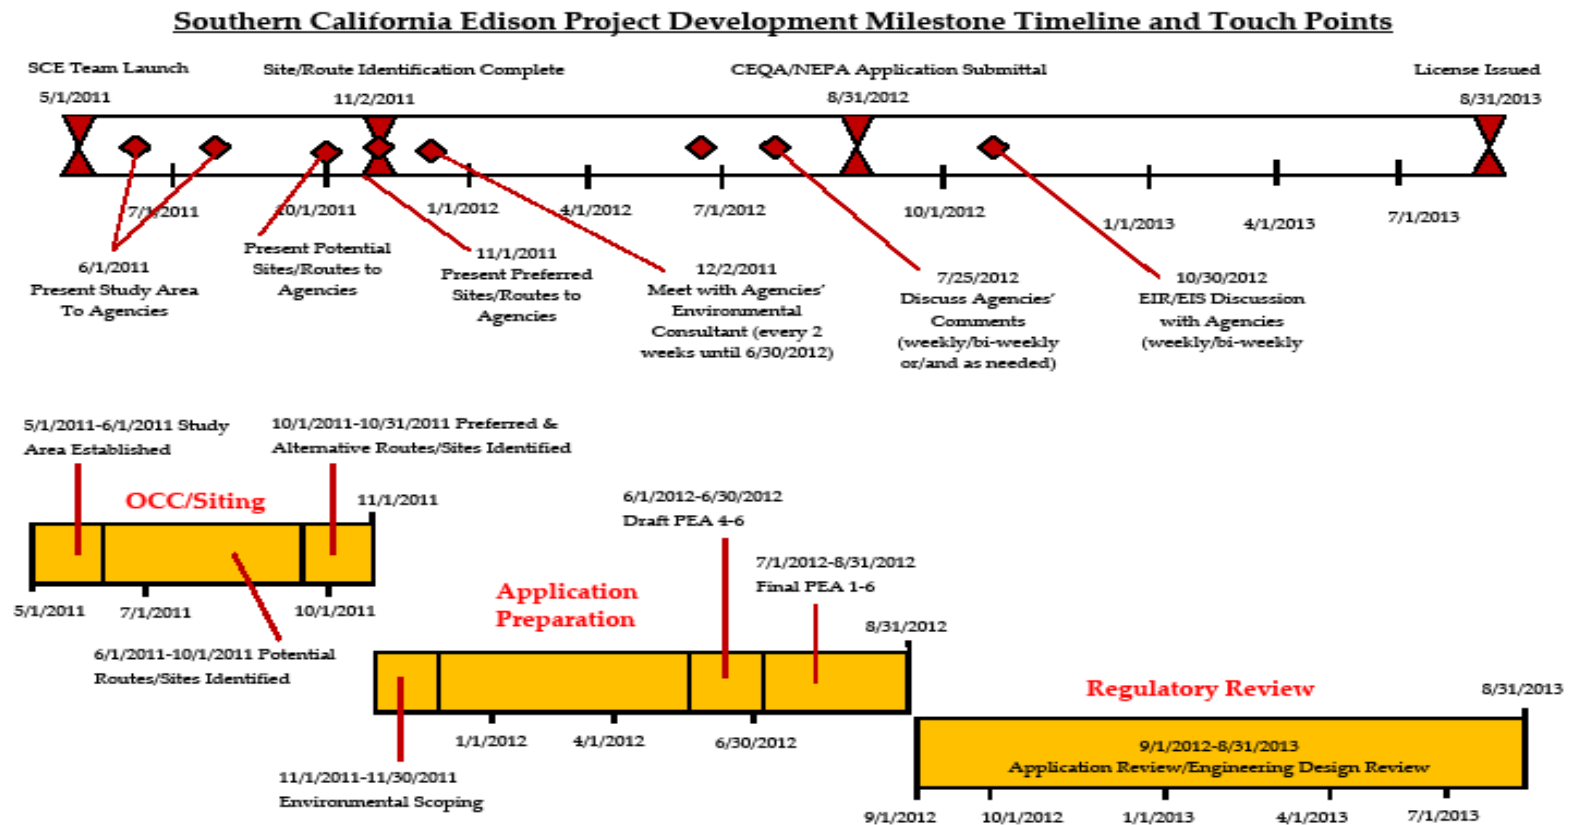 Southern California Edison Project Development Milestone Timeline and Touch Points
SCE Team Launch
5/1/2011
Site/Route Identification Complete
11/2/2011
CEQA/NEPA Application Submittal
8/31/2012
License Issued
8/31/2013
7/1/2011
10/1/2011
1/1/2012
4/1/2012
7/1/2012
10/1/2012
1/1/2013
4/1/2013
7/1/2013
6/1/2011
Present Study Area
To Agencies
Present Potential
Sites/Routes to
Agencies
11/1/2011
Present Preferred
Sites/Routes to
Agencies
12/2/2011
Meet with Agencies'
Environmental
Consultant (every 2
weeks until 6/30/2012)
7/25/2012
Discuss Agencies'
Comments
(weekly/bi-weekly
or/and as needed)
10/30/2012
EIR/EIS Discussion
with Agencies
(weekly/bi-weekly
5/1/2011-6/1/2011 Study
Area Established
10/1/2011-10/31/2011 Preferred &
Alternative Routes/Sites Identified
OCC/Siting
11/1/2011
5/1/2011
7/1/2011
10/1/2011
6/1/2011-10/1/2011 Potential
Routes/Sites Identified
6/1/2012-6/30/2012
Draft PEA 4-6
7/1/2012-8/31/2012
Final PEA 1-6
Application
Preparation
8/31/2012
1/1/2012
4/1/2012
6/30/2012
11/1/2011-11/30/2011
Environmental Scoping
Regulatory Review
8/31/2013
9/1/2012-8/31/2013
Application Review/Engineering Design Review
9/1/2012
10/1/2012
1/1/2013
4/1/2013
7/1/2013